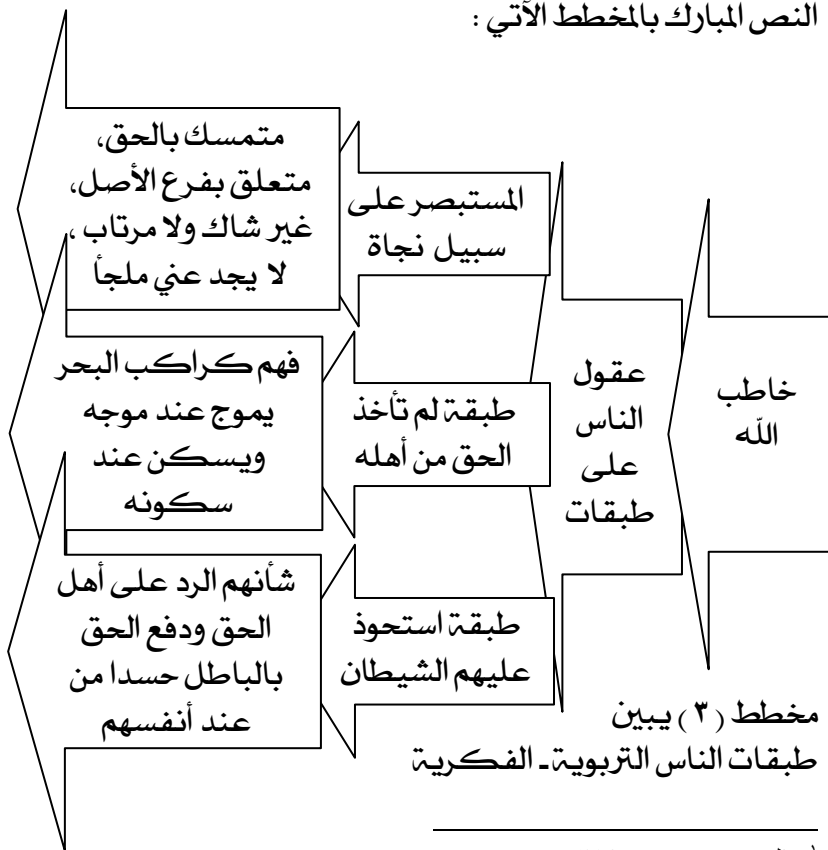 النص المبارك بالمخطط الآتي :
خاطب
اللّه
عقول
الناس
على
طبقات
المستبصر على
سبيل نجاة
متمسك بالحق،
متعلق بفرع الأصل،
غير شاك ولا مرتاب ،
لا يجد عني ملجأ
طبقة لم تأخذ
الحق من أهله
فهم كراكب البحر
يموج عند موجه
ويسكن عند
سكونه
طبقة استحوذ
عليهم الشيطان
شأنهم الرد على أهل
الحق ودفع الحق
بالباطل حسدا من
عند أنفسهم
مخطط (٣) يبين
طبقات الناس التربوية ـ الفكرية